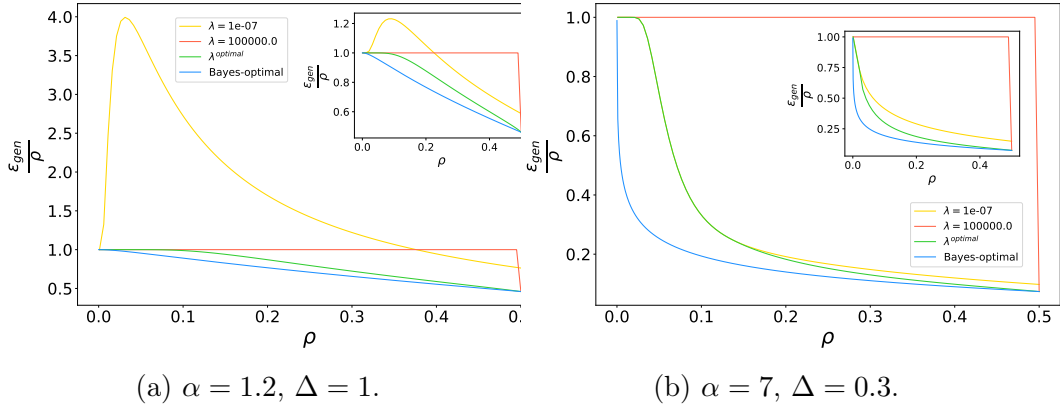 4.0
3.5
3.0
2.5
2.0
1.5
1.0
0.5
ε_gen/ρ
0.0 0.1 0.2 0.3 0.4 0.5
ρ
λ = 1e-07
λ = 100000.0
λ^optimal
Bayes-optimal
1.2
1.0
0.8
0.6
ε_gen/ρ
0.0 0.2 0.4
ρ
(a) α = 1.2, Δ = 1.
1.0
0.8
0.6
0.4
0.2
ε_gen/ρ
0.0 0.1 0.2 0.3 0.4 0.5
ρ
1.00
0.75
0.50
0.25
ε_gen/ρ
0.0 0.4
ρ
λ = 1e-07
λ = 100000.0
λ^optimal
Bayes-optimal
(b) α = 7, Δ = 0.3.